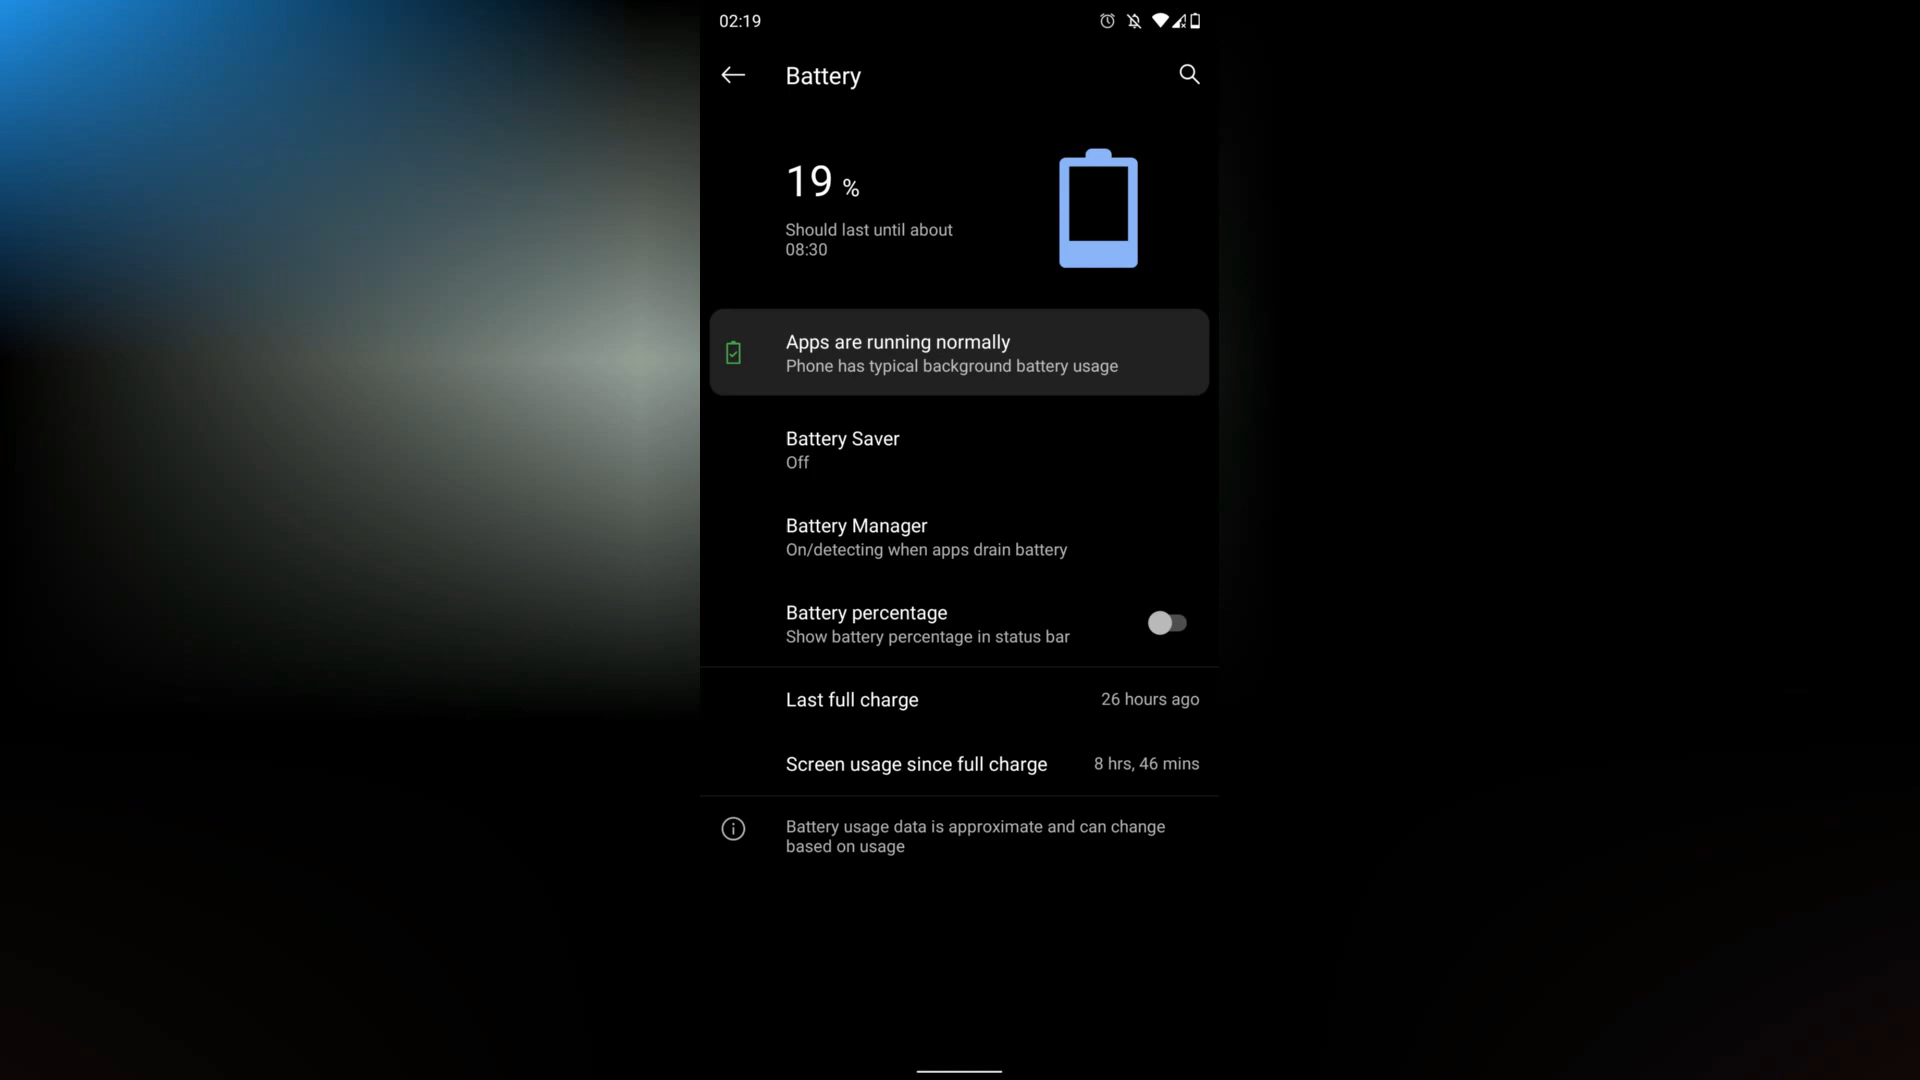 02:19
Battery
19 %
Should last until about
08:30
Apps are running normally
Phone has typical background battery usage
Battery Saver
Off
Battery Manager
On/detecting when apps drain battery
Battery percentage
Show battery percentage in status bar
Last full charge 26 hours ago
Screen usage since full charge 8 hrs, 46 mins
Battery usage data is approximate and can change
based on usage